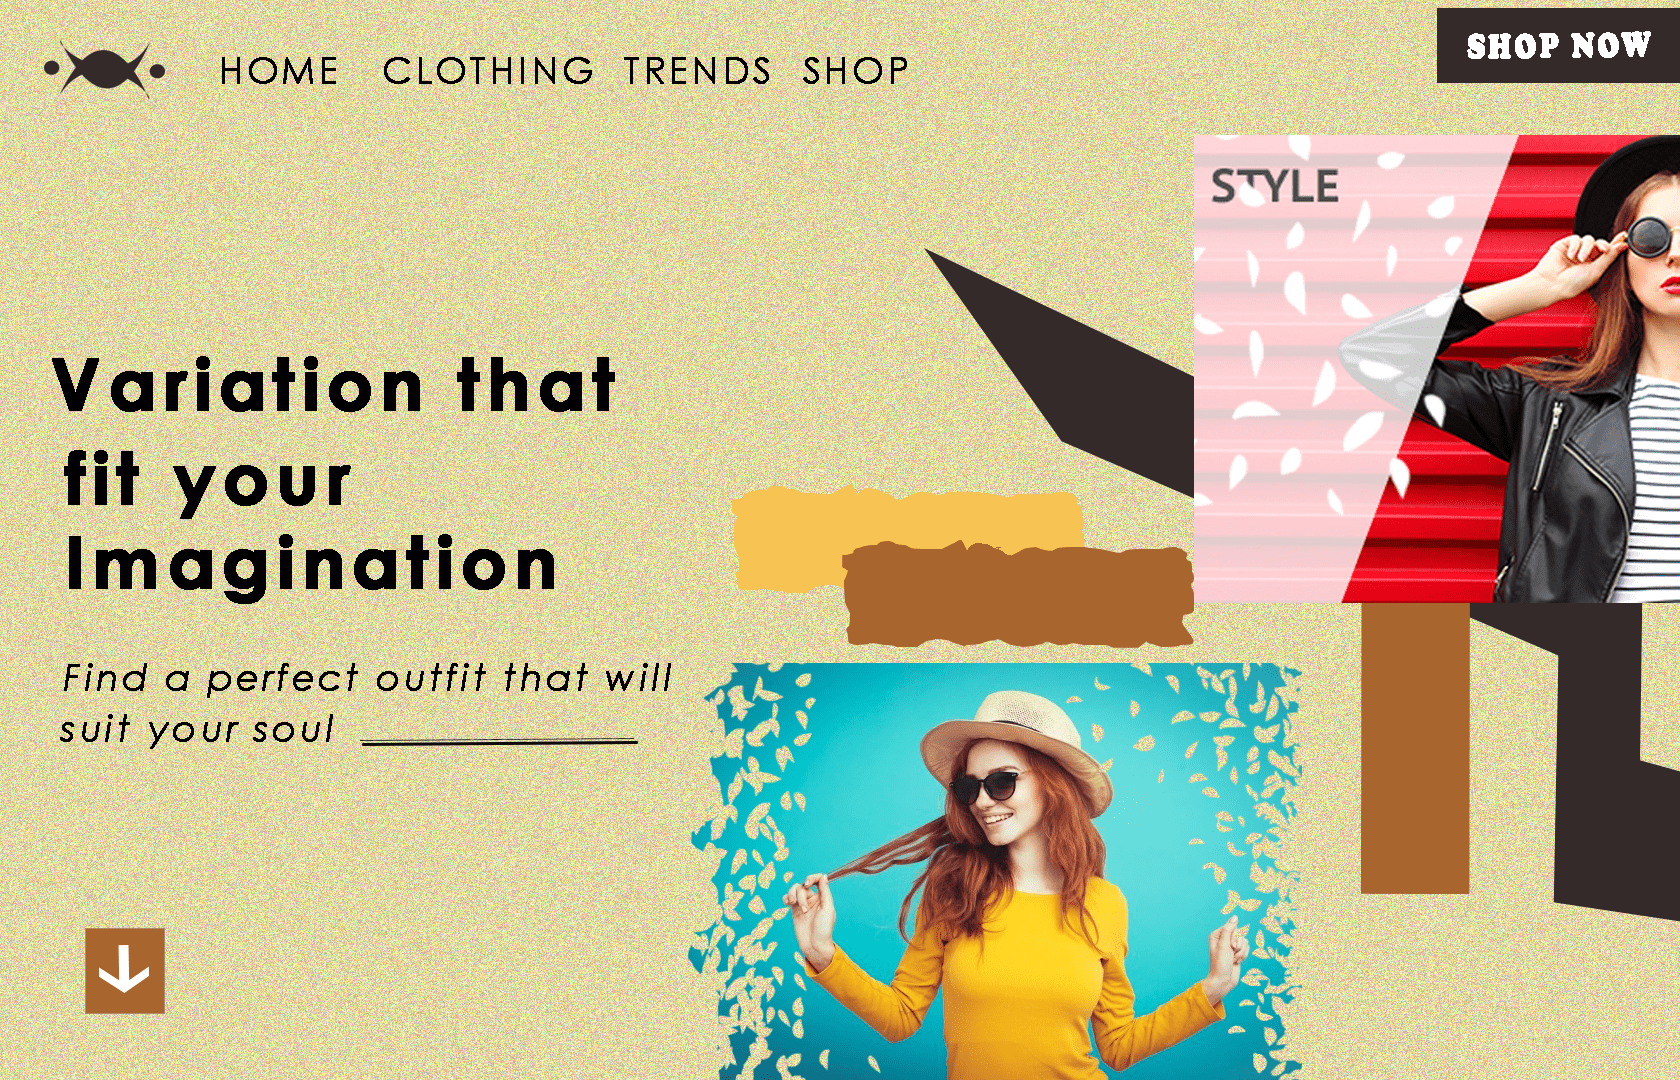 HOME CLOTHING TRENDS SHOP
SHOP NOW
STYLE
Variation that
fit your
Imagination
Find a perfect outfit that will
suit your soul